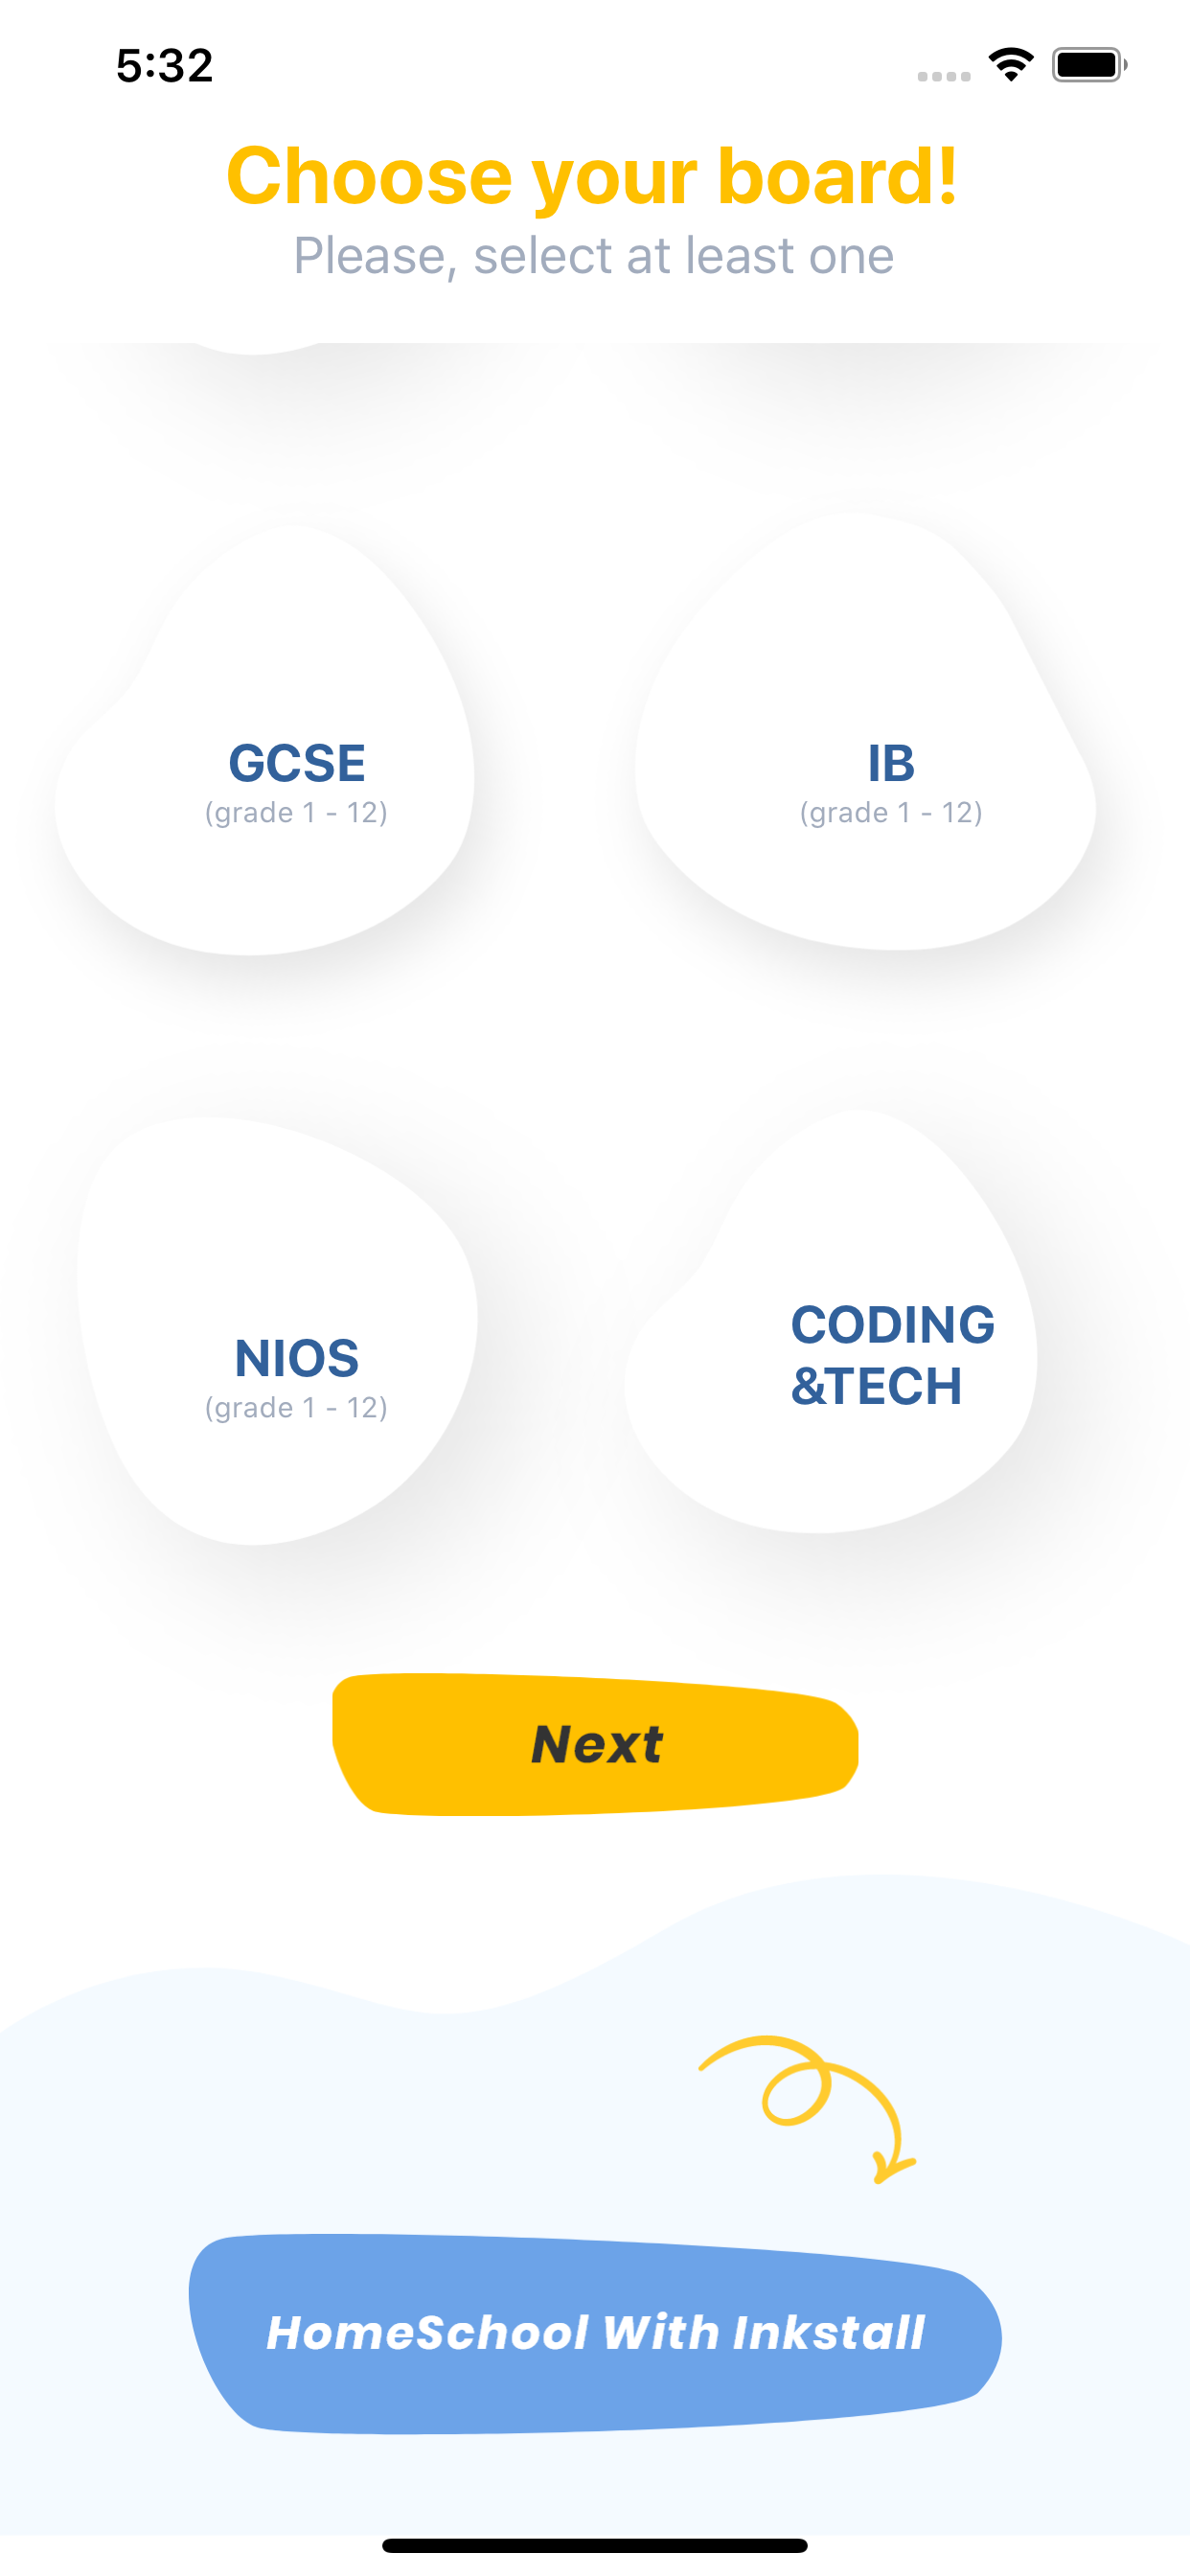 5:32
Choose your board!
Please, select at least one
GCSE
(grade 1 - 12)
IB
(grade 1 - 12)
NIOS
(grade 1 - 12)
CODING
&TECH
Next
HomeSchool With Inkstall